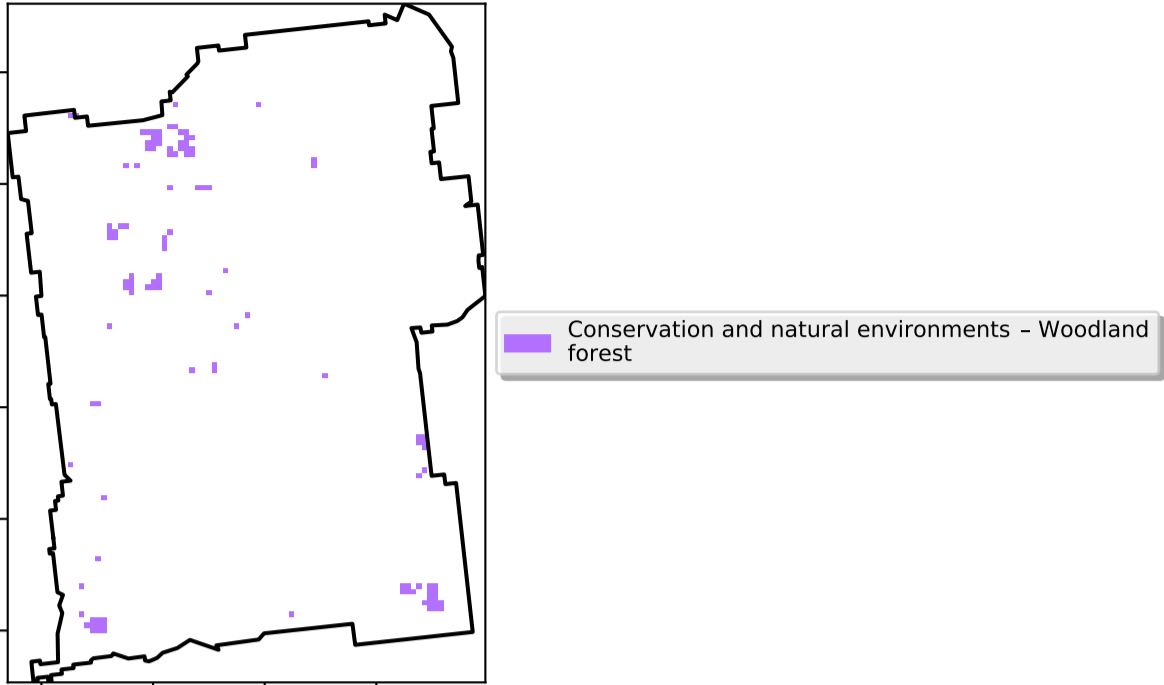 Conservation and natural environments – Woodland
forest